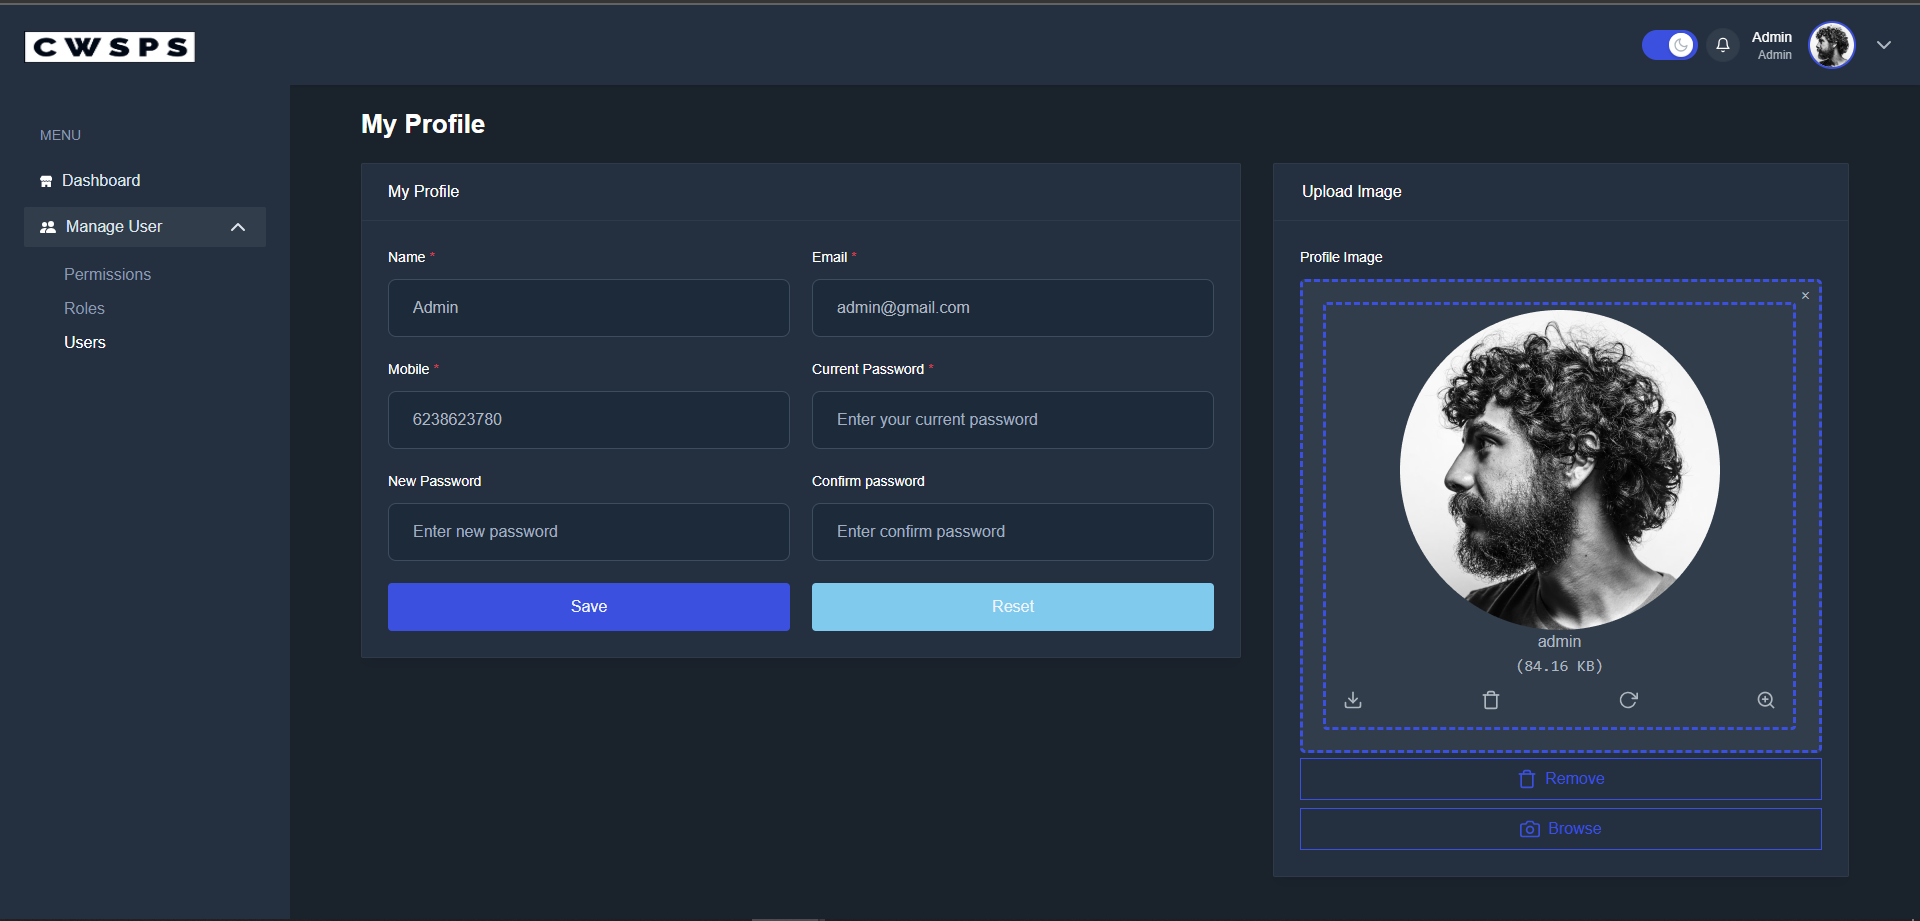 CWSPS
Admin
Admin
MENU
Dashboard
Manage User
Permissions
Roles
Users
My Profile
My Profile
Name *
Email *
Admin
admin@gmail.com
Mobile *
Current Password *
6238623780
Enter your current password
New Password
Confirm password
Enter new password
Enter confirm password
Save
Reset
Upload Image
Profile Image
×
admin
(84.16 KB)
Remove
Browse